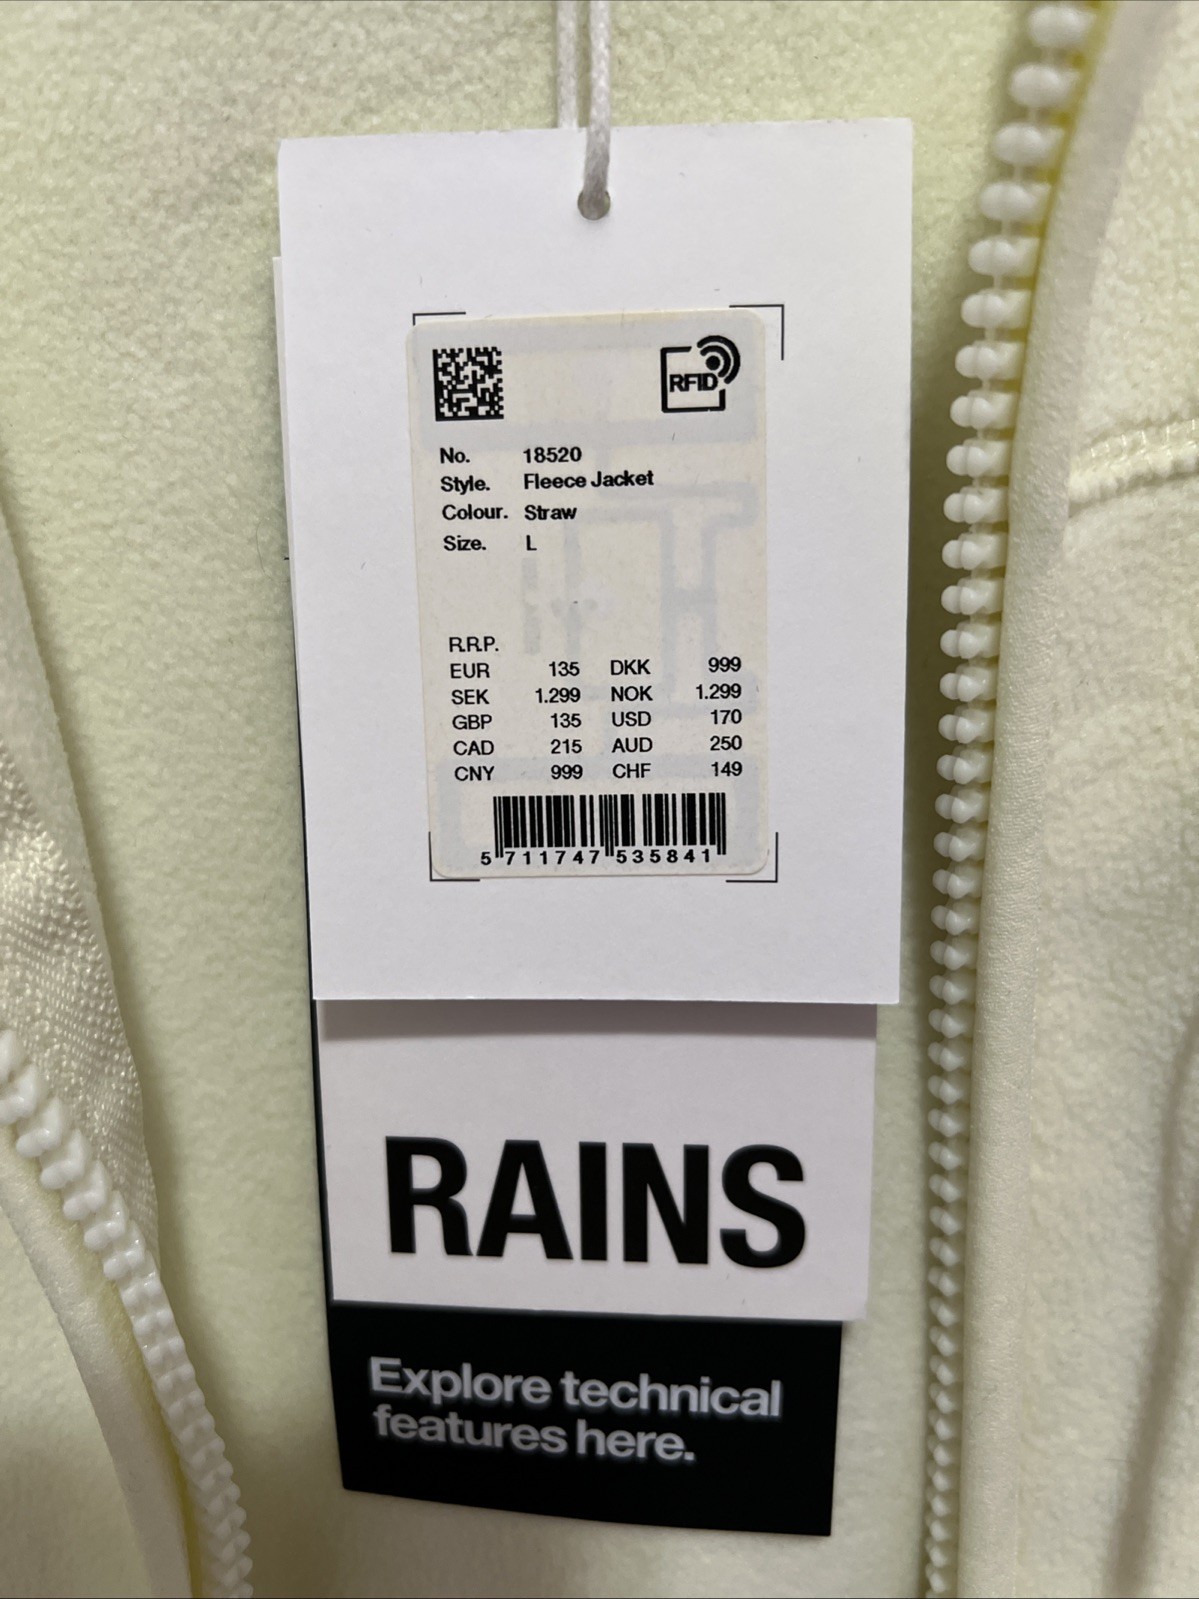 RFID
No. 18520
Style. Fleece Jacket
Colour. Straw
Size. L
R.R.P.
EUR 135 DKK 999
SEK 1.299 NOK 1.299
GBP 135 USD 170
CAD 215 AUD 250
CNY 999 CHF 149
5 711747 535841
RAINS
Explore technical
features here.